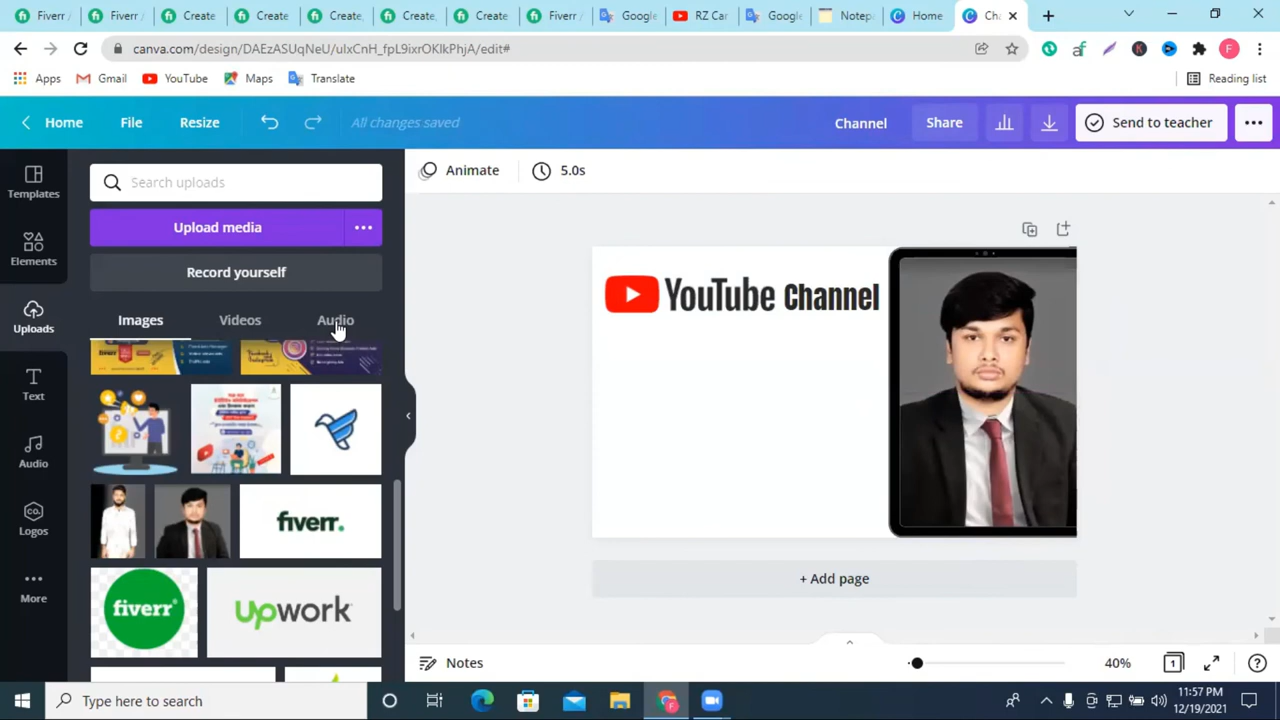 Fiverr
Fiverr /
Create
Create
Create,
Create,
Create
Fiverr /
Google
RZ Car
Google
Notep
Home
Cha
canva.com/design/DAEzASUqNeU/ulxCnH_fpL9ixrOKlkPhjA/edit#
Apps
Gmail
YouTube
Maps
Translate
Reading list
Home
File
Resize
All changes saved
Channel
Share
Send to teacher
Templates
Elements
Uploads
Text
Audio
CO.
Logos
More
Search uploads
Upload media
Record yourself
Images
Videos
Audio
fiverr.
fiverr
Upwork
Animate
5.0s
YouTube Channel
+ Add page
Notes
40%
1
Type here to search
11:57 PM
12/19/2021